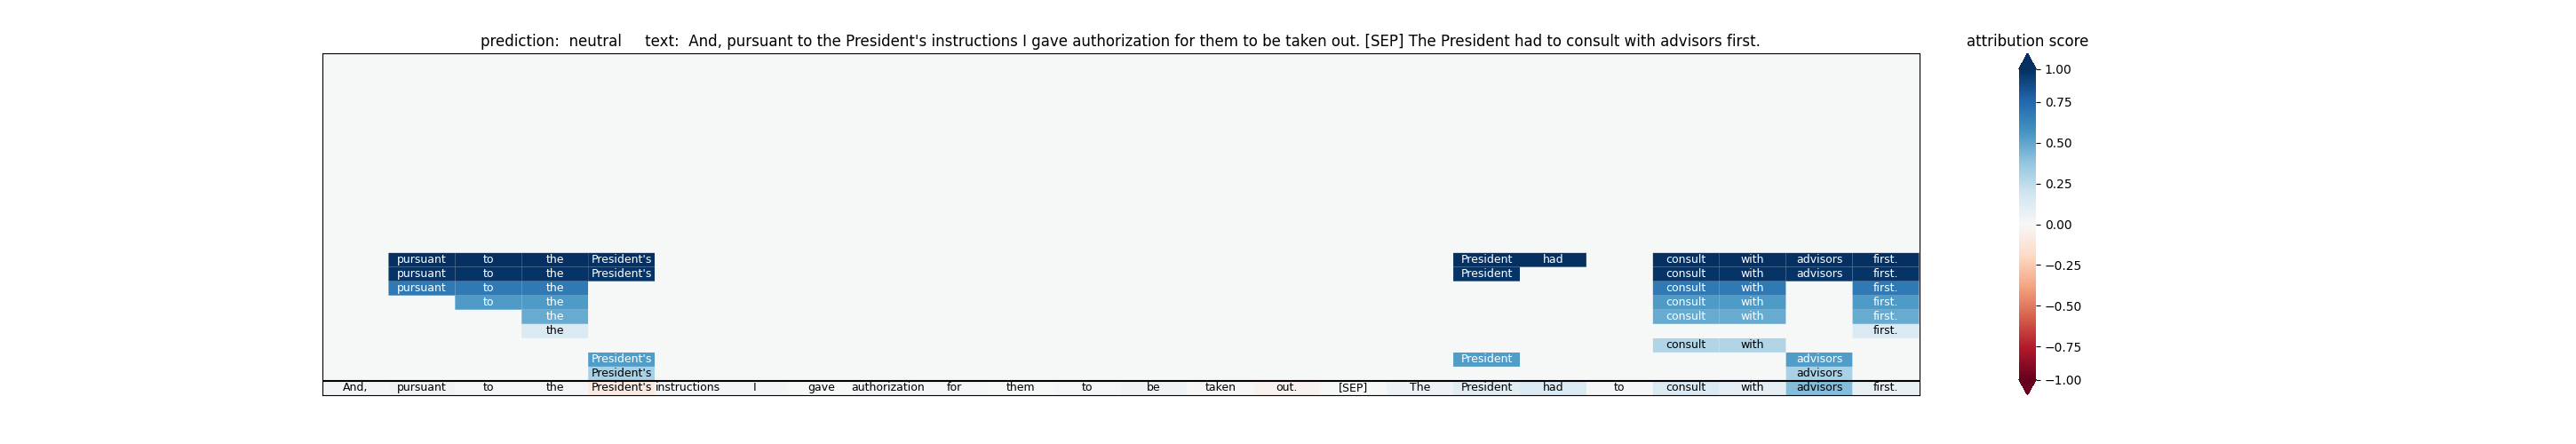 prediction:  neutral     text:  And, pursuant to the President's instructions I gave authorization for them to be taken out. [SEP] The President had to consult with advisors first.
attribution score
pursuant to the President's President had consult with advisors first.
pursuant to the President's President consult with advisors first.
pursuant to the consult with first.
to the consult with first.
the consult with first.
the first.
consult with
President's President advisors
President's advisors
And, pursuant to the President's instructions I gave authorization for them to be taken out. [SEP] The President had to consult with advisors first.
1.00
0.75
0.50
0.25
0.00
−0.25
−0.50
−0.75
−1.00